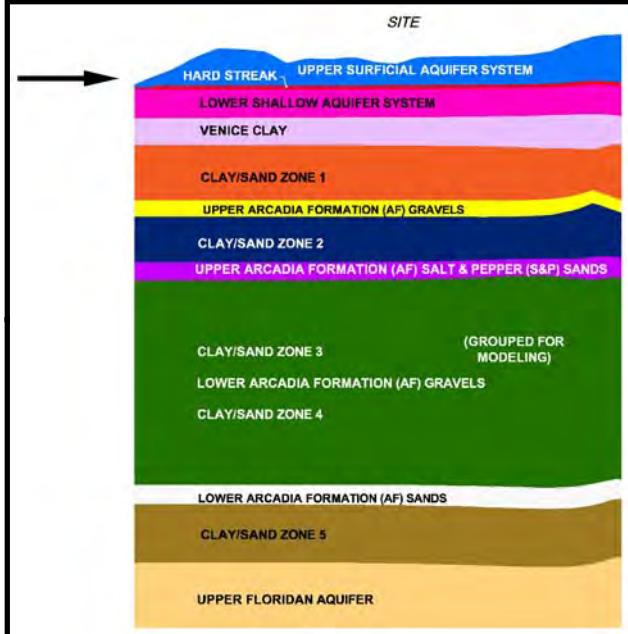 SITE
UPPER SURFICIAL AQUIFER SYSTEM
HARD STREAK
LOWER SHALLOW AQUIFER SYSTEM
VENICE CLAY
CLAY/SAND ZONE 1
UPPER ARCADIA FORMATION (AF) GRAVELS
CLAY/SAND ZONE 2
UPPER ARCADIA FORMATION (AF) SALT & PEPPER (S&P) SANDS
CLAY/SAND ZONE 3
(GROUPED FOR
MODELING)
LOWER ARCADIA FORMATION (AF) GRAVELS
CLAY/SAND ZONE 4
LOWER ARCADIA FORMATION (AF) SANDS
CLAY/SAND ZONE 5
UPPER FLORIDAN AQUIFER